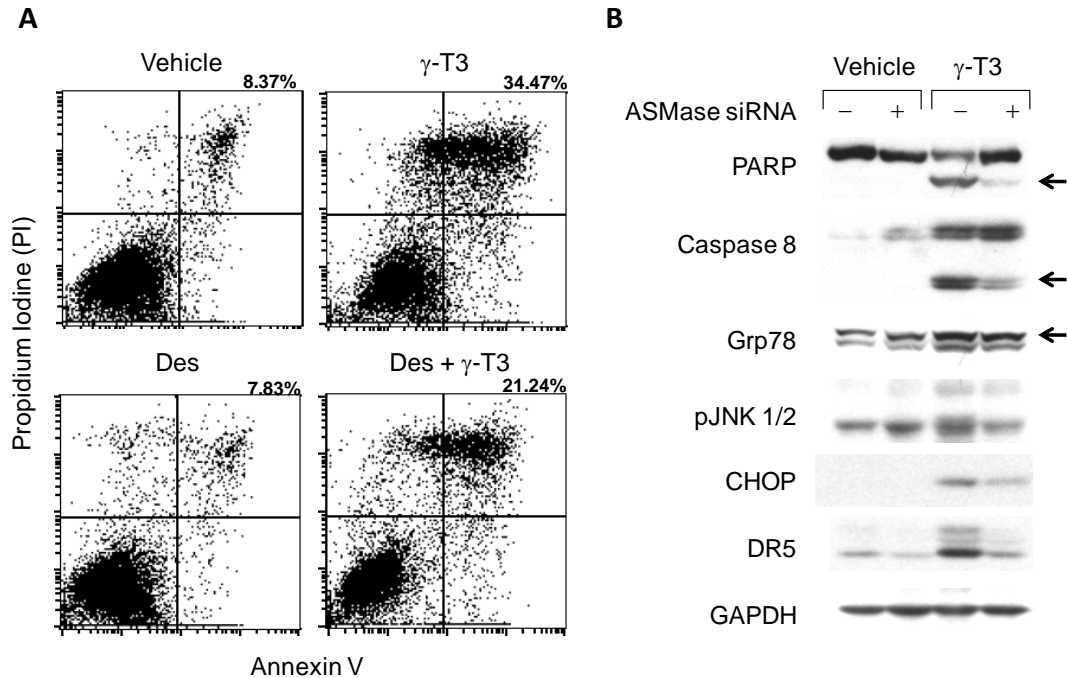 A
Vehicle
8.37%
γ-T3
34.47%
Des
7.83%
Des + γ-T3
21.24%
Propidium Iodine (PI)
Annexin V
B
Vehicle
γ-T3
ASMase siRNA
− + − +
PARP
Caspase 8
Grp78
pJNK 1/2
CHOP
DR5
GAPDH